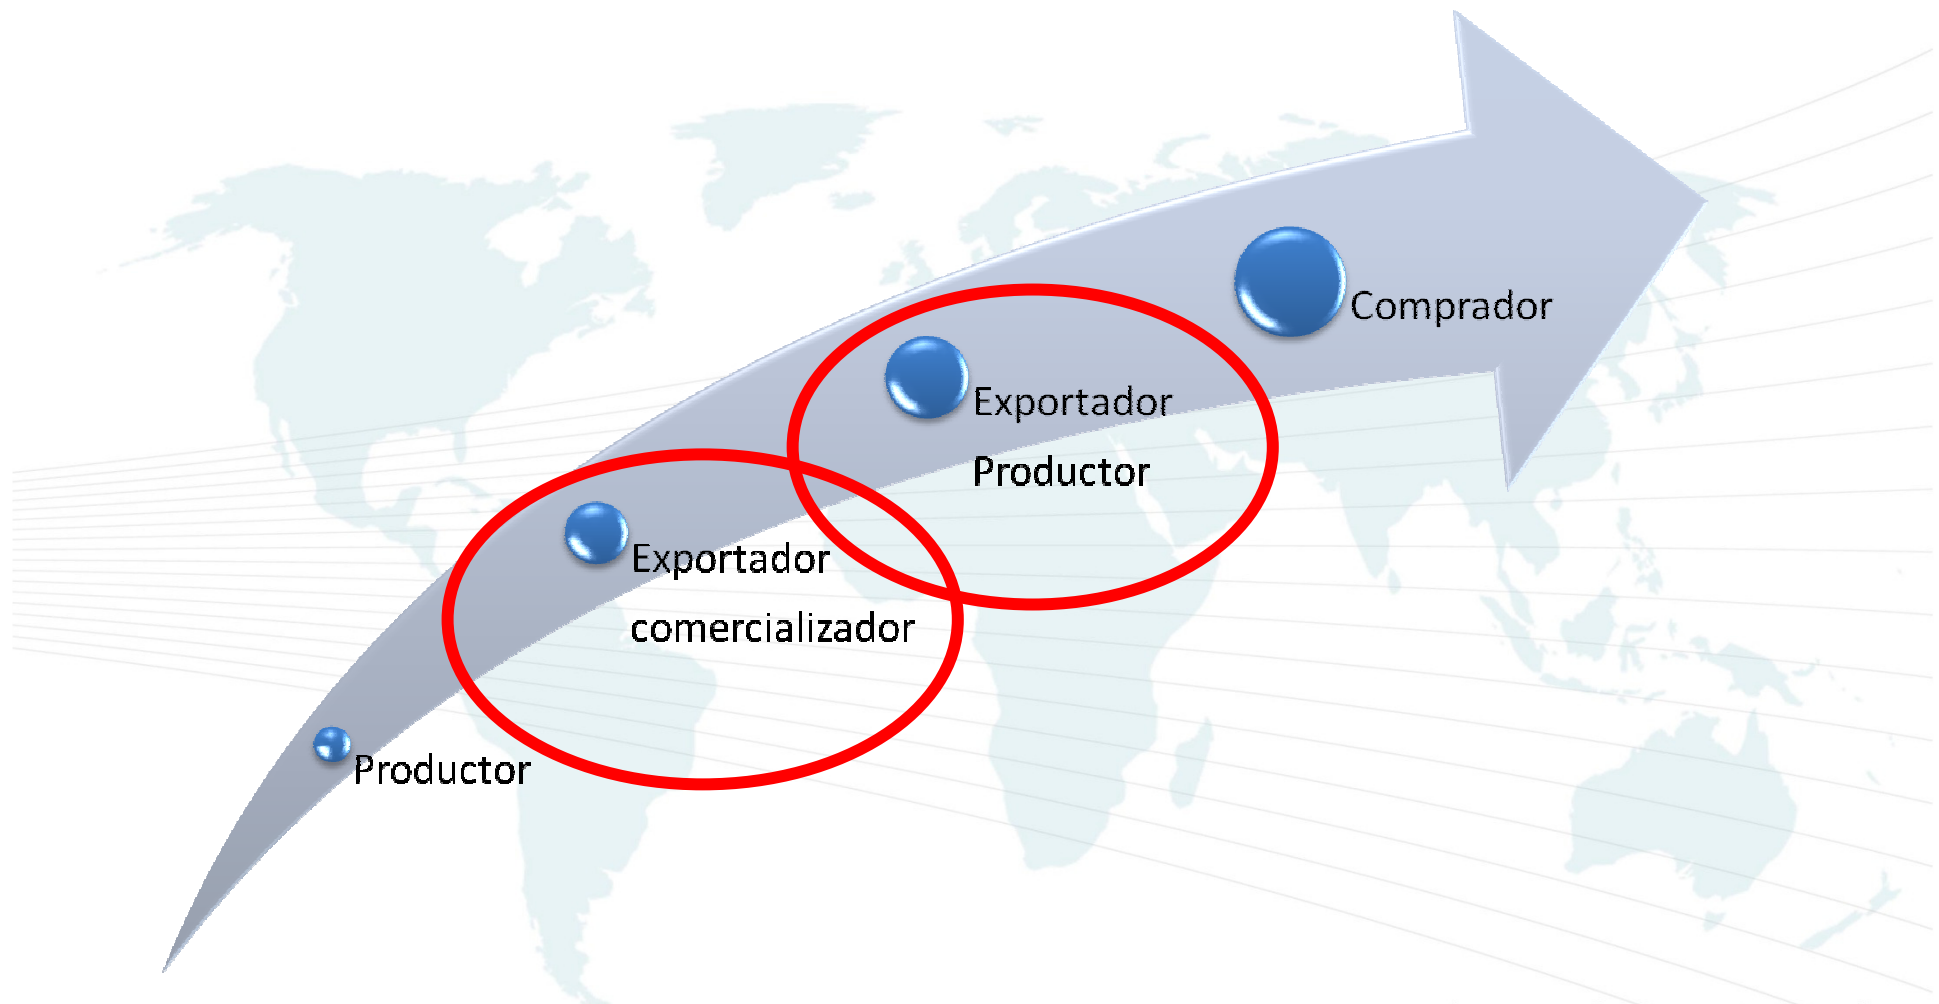 Comprador
Exportador
Productor
Exportador
comercializador
Productor